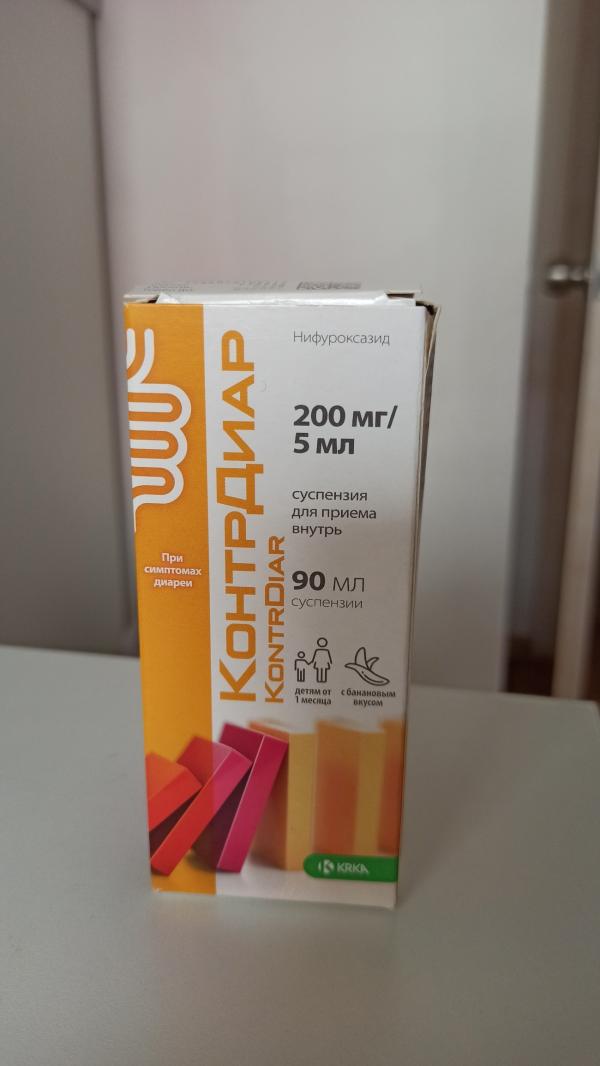 Нифуроксазид
КонтрДиар
KontrDiar
200 мг/
5 мл
суспензия
для приема
внутрь
При
симптомах
диареи
90 МЛ
суспензии
детям от
1 месяца
с банановым
вкусом
KRKA